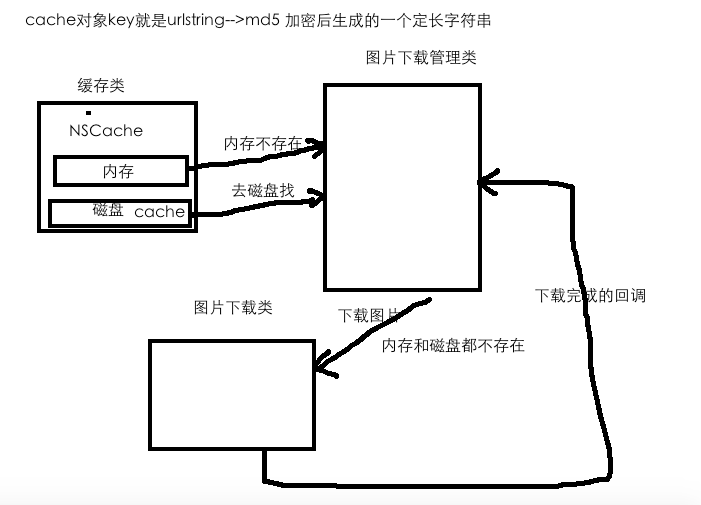 cache对象key就是urlstring-->md5 加密后生成的一个定长字符串
图片下载管理类
缓存类
NSCache
内存不存在
内存
去磁盘找
磁盘 cache
下载完成的回调
图片下载类
下载图片
内存和磁盘都不存在